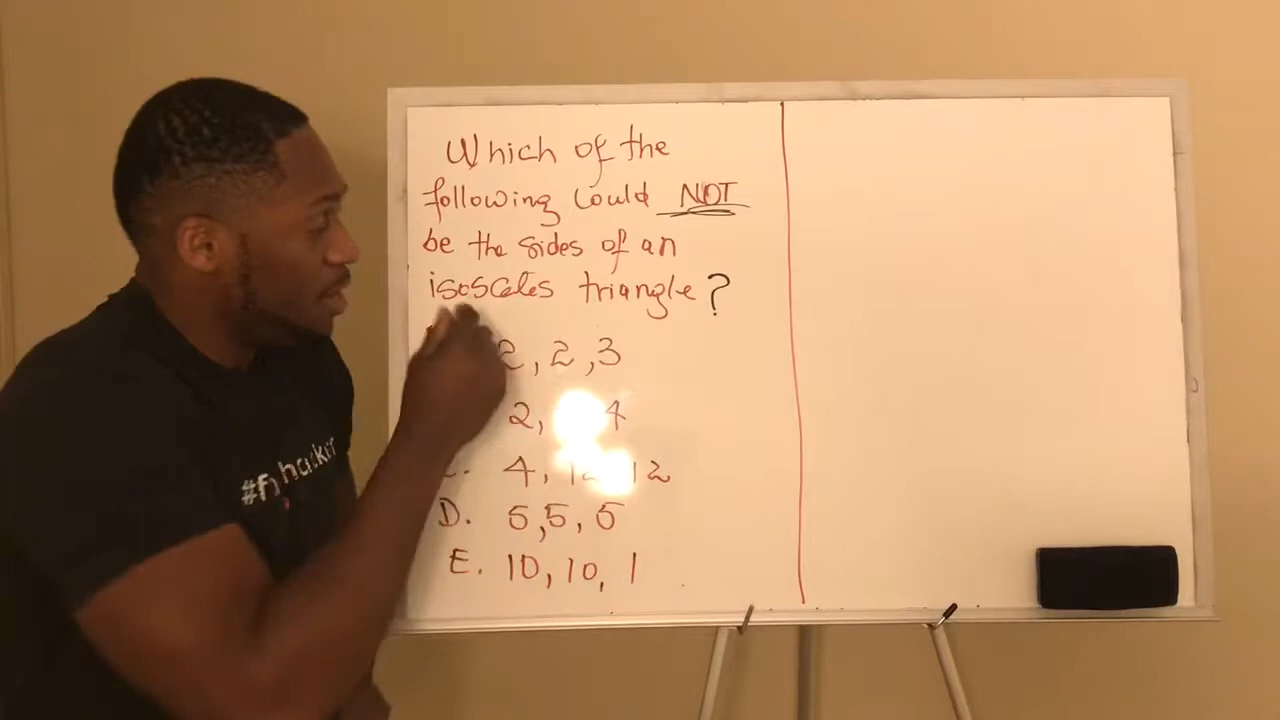 Which of the
following could NOT
be the sides of an
isosceles triangle?
2, 2, 3
2, 4
4, 12
D. 5, 5, 5
E. 10, 10, 1